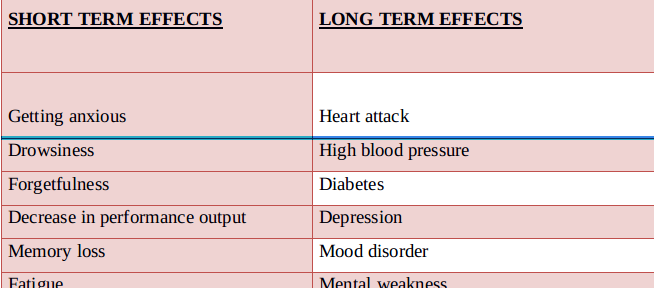 SHORT TERM EFFECTS LONG TERM EFFECTS
Getting anxious Heart attack
Drowsiness High blood pressure
Forgetfulness Diabetes
Decrease in performance output Depression
Memory loss Mood disorder
Fatigue Mental weakness